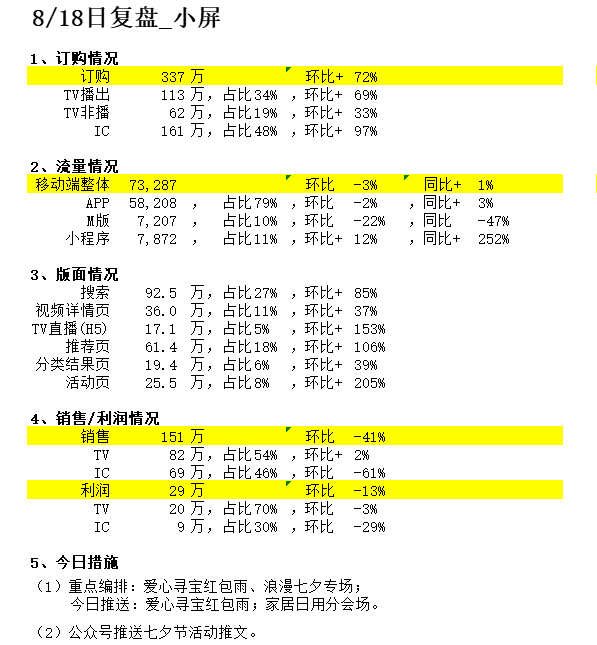 8/18日复盘_小屏
1、订购情况
订购 337 万 环比+ 72%
TV播出 113 万，占比34% ，环比+ 69%
TV非播 62 万，占比19% ，环比+ 33%
IC 161 万，占比48% ，环比+ 97%
2、流量情况
移动端整体 73,287 环比 -3% 同比+ 1%
APP 58,208 ， 占比79% ，环比 -2% ，同比+ 3%
M版 7,207 ， 占比10% ，环比 -22% ，同比 -47%
小程序 7,872 ， 占比11% ，环比+ 12% ，同比+ 252%
3、版面情况
搜索 92.5 万，占比27% ，环比+ 85%
视频详情页 36.0 万，占比11% ，环比+ 37%
TV直播(H5) 17.1 万，占比5% ，环比+ 153%
推荐页 61.4 万，占比18% ，环比+ 106%
分类结果页 19.4 万，占比6% ，环比+ 39%
活动页 25.5 万，占比8% ，环比+ 205%
4、销售/利润情况
销售 151 万 环比 -41%
TV 82 万，占比54% ，环比+ 2%
IC 69 万，占比46% ，环比 -61%
利润 29 万 环比 -13%
TV 20 万，占比70% ，环比 -3%
IC 9 万，占比30% ，环比 -29%
5、今日措施
（1）重点编排：爱心寻宝红包雨、浪漫七夕专场；
今日推送：爱心寻宝红包雨；家居日用分会场。
（2）公众号推送七夕节活动推文。